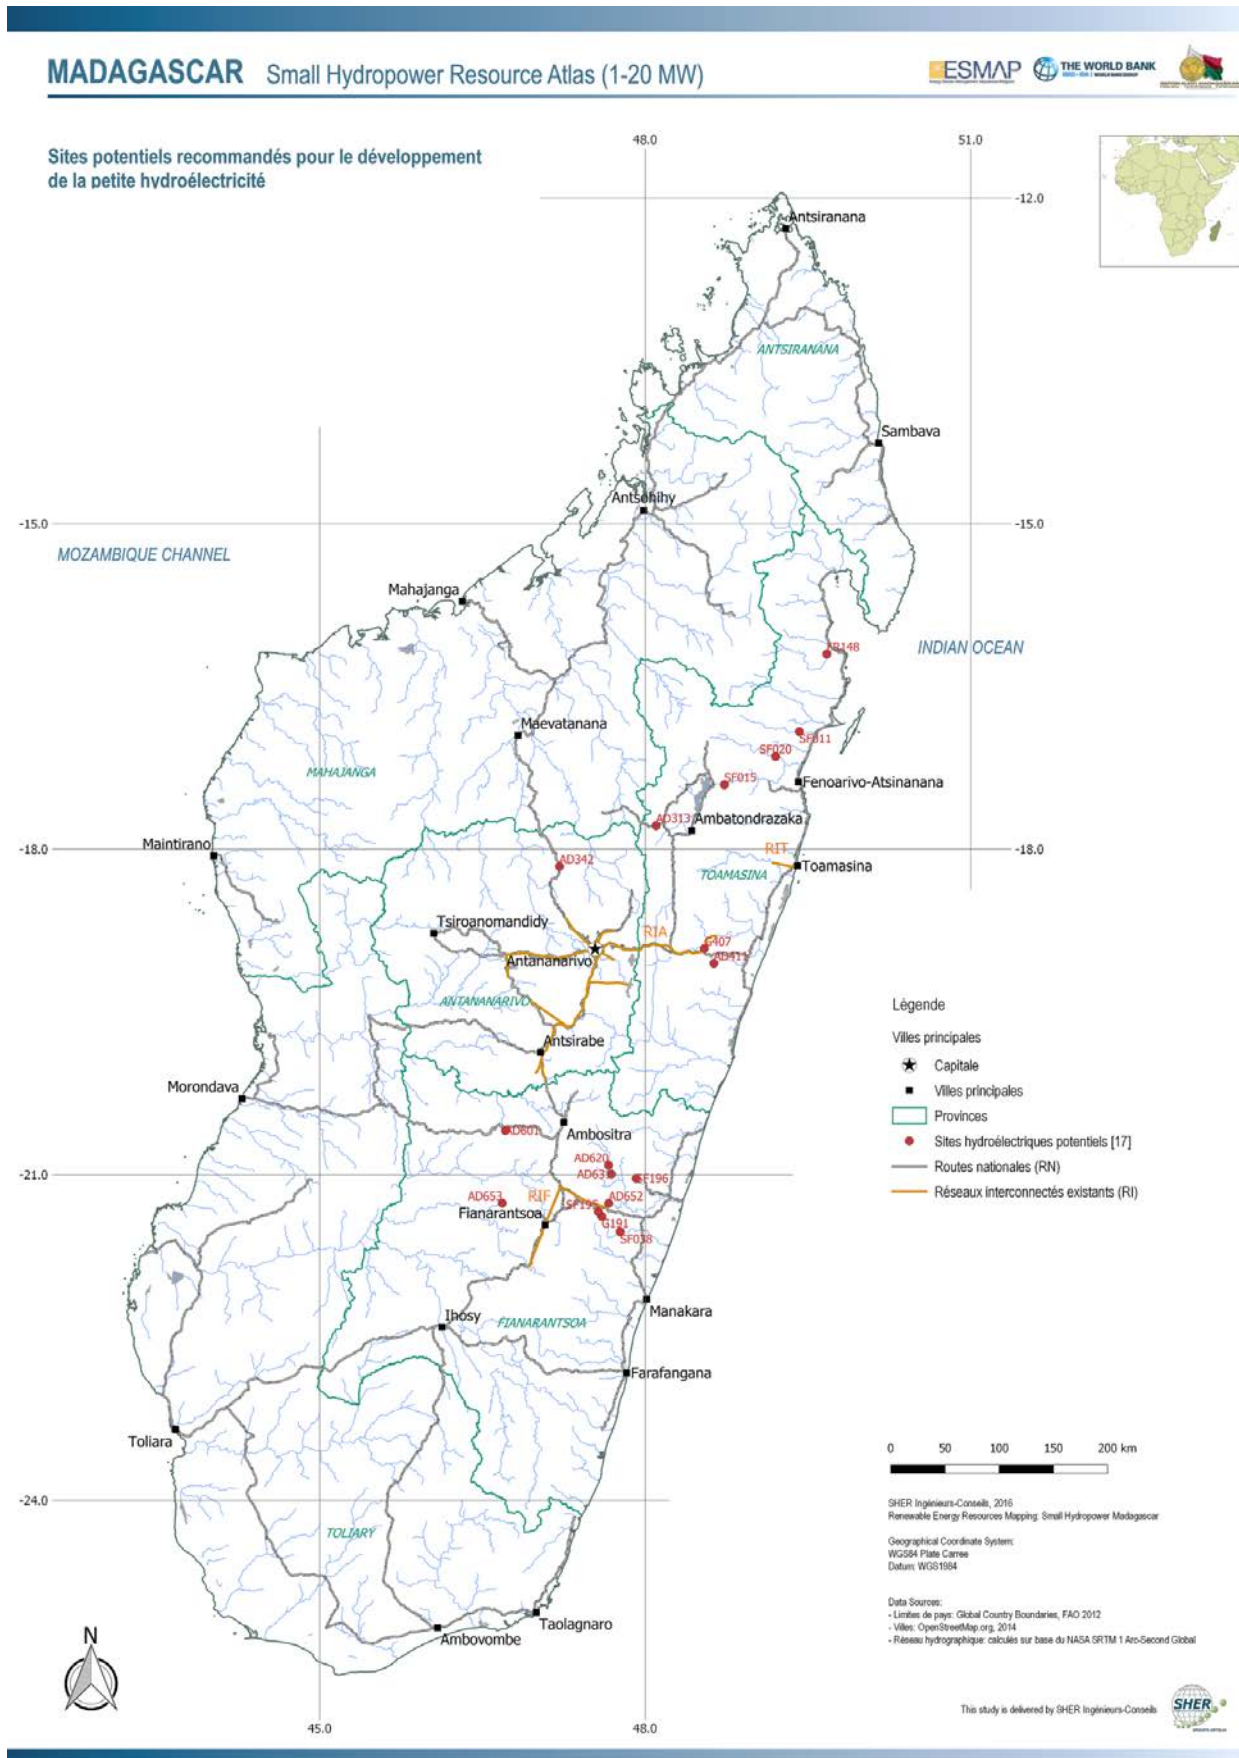 MADAGASCAR Small Hydropower Resource Atlas (1-20 MW)
ESMAP
THE WORLD BANK
Sites potentiels recommandés pour le développement
de la petite hydroélectricité
48.0
51.0
-12.0
Antsiranana
ANTSIRANANA
Sambava
Antsohihy
-15.0
-15.0
MOZAMBIQUE CHANNEL
Mahajanga
INDIAN OCEAN
Maevatanana
SF011
SF020
MAHAJANGA
SF015
Fenoarivo-Atsinanana
AD313
Ambatondrazaka
Maintirano
-18.0
RIT
AD342
Toamasina
TOAMASINA
Tsiroanomandidy
RIA
G407
Antananarivo
AD411
ANTANANARIVO
Légende
Villes principales
Antsirabe
Capitale
Morondava
Villes principales
Provinces
AD601
Ambositra
Sites hydroélectriques potentiels [17]
AD620
Routes nationales (RN)
-21.0
AD631
SF196
RIF
Réseaux interconnectés existants (RI)
AD653
AD652
Fianarantsoa
SF195
G191
SF038
Manakara
Ihosy
FIANARANTSOA
Farafangana
Toliara
0 50 100 150 200 km
-24.0
SHER Ingénieurs-Conseils, 2016
Renewable Energy Resources Mapping: Small Hydropower Madagascar
TOLIARY
Geographical Coordinate System:
WGS84 Plate Carree
Datum: WGS1984
Data Sources:
- Limites de pays: Global Country Boundaries, FAO 2012
- Villes: OpenStreetMap.org, 2014
- Réseau hydrographique: calculés sur base du NASA SRTM 1 Arc-Second Global
Taolagnaro
Ambovombe
N
This study is delivered by SHER Ingénieurs-Conseils
SHER
45.0
48.0